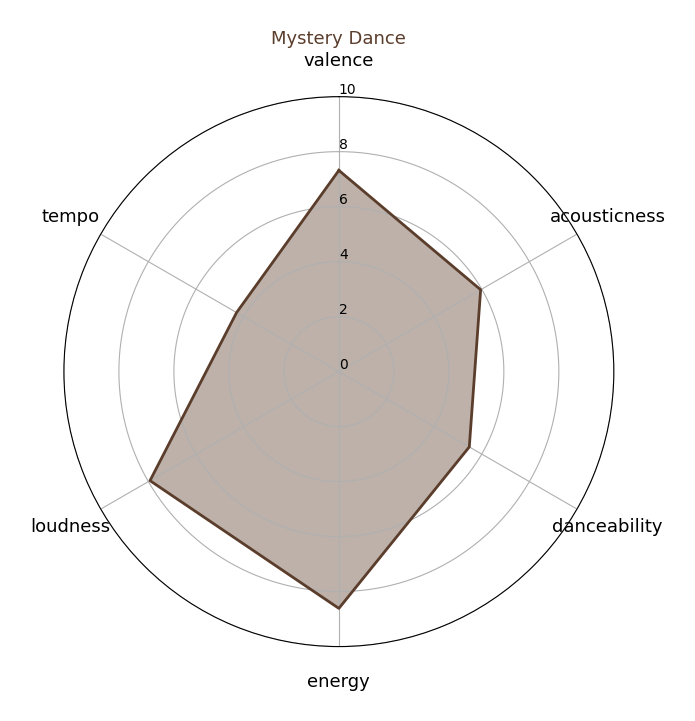 Mystery Dance
valence
10
8
tempo
acousticness
6
4
2
0
loudness
danceability
energy